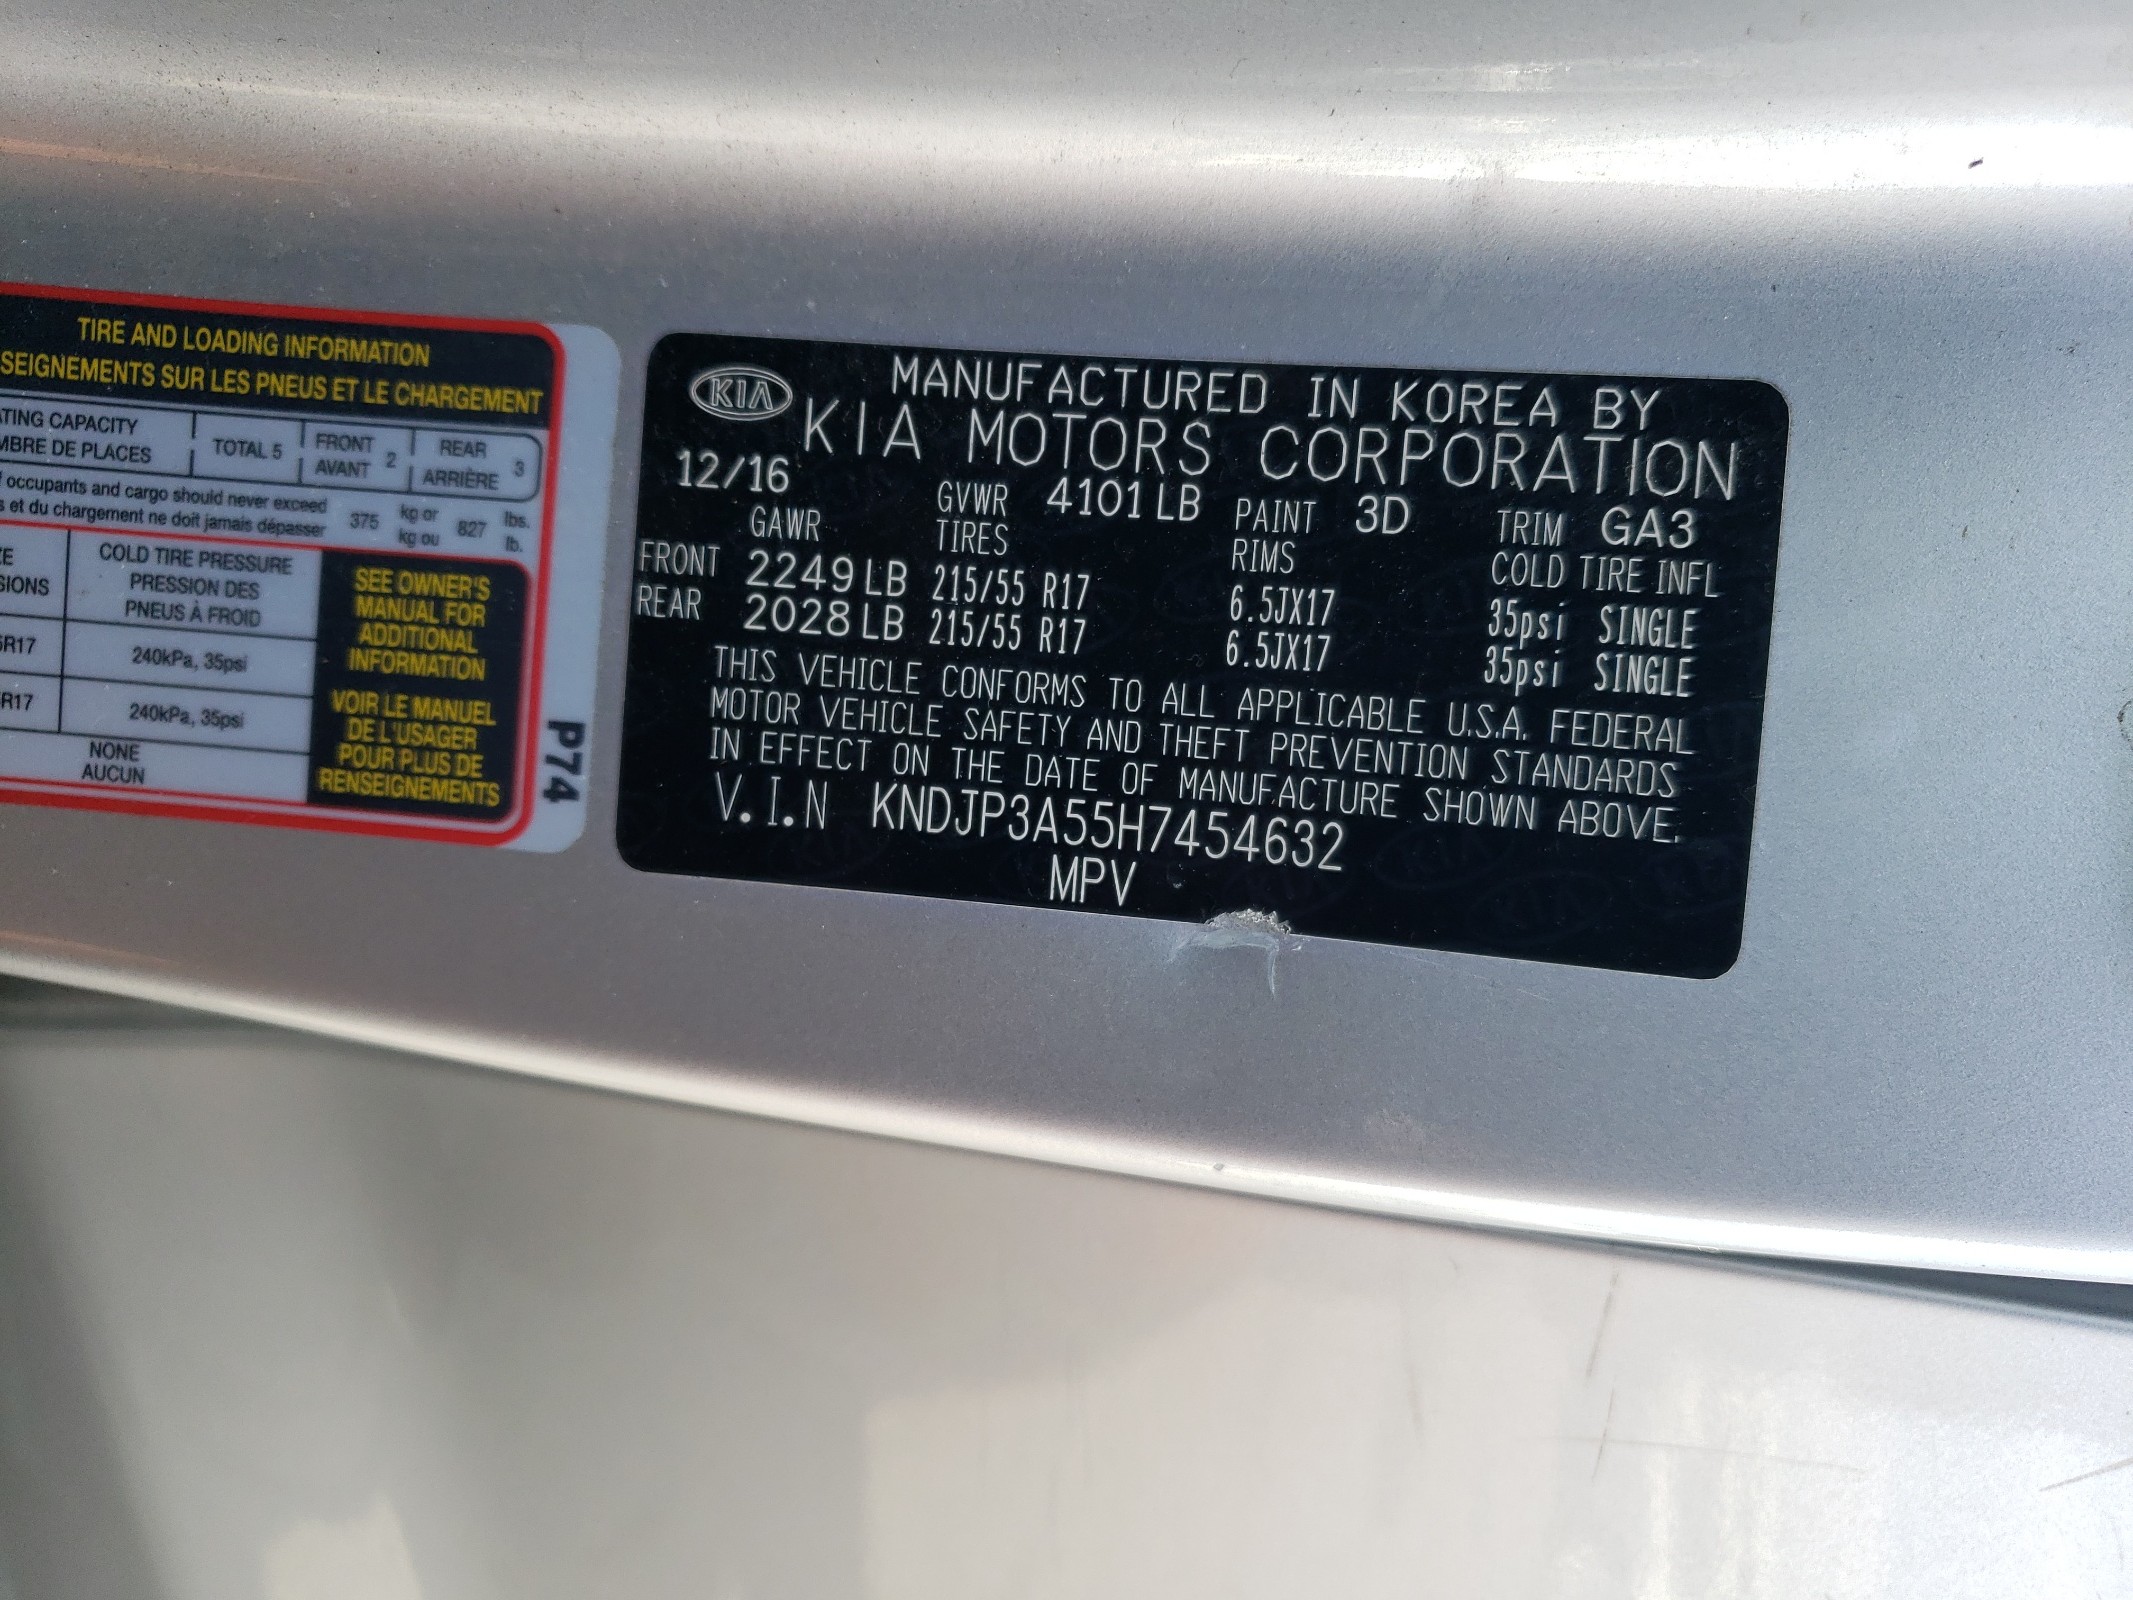 TIRE AND LOADING INFORMATION
SEIGNEMENTS SUR LES PNEUS ET LE CHARGEMENT
ATING CAPACITY
MBRE DE PLACES
TOTAL 5
FRONT
AVANT
2
REAR
ARRIÈRE
3
occupants and cargo should never exceed
s et du chargement ne doit jamais dépasser
375
kg or
kg ou
827
lbs.
lb.
ZE
SIONS
COLD TIRE PRESSURE
PRESSION DES
PNEUS À FROID
5R17
240kPa, 35psi
R17
240kPa, 35psi
NONE
AUCUN
SEE OWNER'S
MANUAL FOR
ADDITIONAL
INFORMATION
VOIR LE MANUEL
DE L'USAGER
POUR PLUS DE
RENSEIGNEMENTS
P74
KIA
MANUFACTURED IN KOREA BY
KIA MOTORS CORPORATION
12/16 GVWR 4101 LB PAINT 3D TRIM GA3
GAWR TIRES RIMS COLD TIRE INFL
FRONT 2249 LB 215/55 R17 6.5JX17 35psi SINGLE
REAR 2028 LB 215/55 R17 6.5JX17 35psi SINGLE
THIS VEHICLE CONFORMS TO ALL APPLICABLE U.S.A. FEDERAL
MOTOR VEHICLE SAFETY AND THEFT PREVENTION STANDARDS
IN EFFECT ON THE DATE OF MANUFACTURE SHOWN ABOVE.
V.I.N KNDJP3A55H7454632
MPV